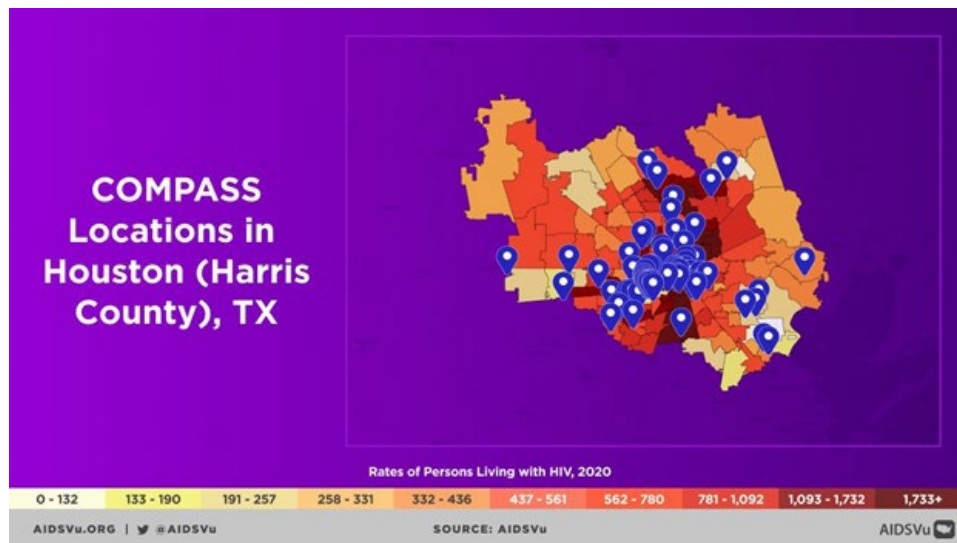 COMPASS
Locations in
Houston (Harris
County), TX
Rates of Persons Living with HIV, 2020
0 - 132
133 - 190
191 - 257
258 - 331
332 - 436
437 - 561
562 - 780
781 - 1,092
1,093 - 1,732
1,733+
AIDSVu.ORG | @AIDSVu
SOURCE: AIDSVu
AIDSVu